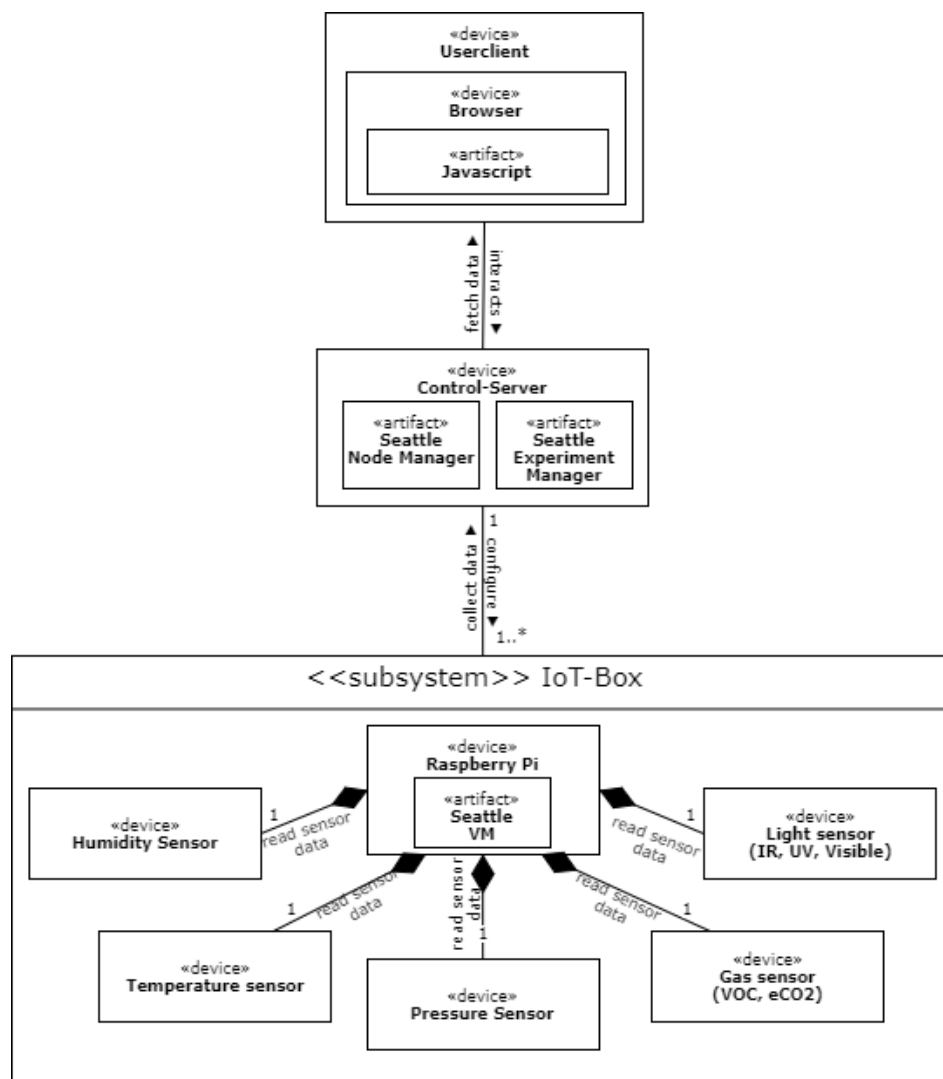 «device»
Userclient
«device»
Browser
«artifact»
Javascript
fetch data ▲
interacts ▼
«device»
Control-Server
«artifact»
Seattle
Node Manager
«artifact»
Seattle
Experiment
Manager
1
collect data ▲
configure ▼
1..*
<<subsystem>> IoT-Box
«device»
Raspberry Pi
«artifact»
Seattle
VM
«device»
Humidity Sensor
1
read sensor
data
«device»
Light sensor
(IR, UV, Visible)
1
read sensor
data
1
read sensor
data
1
read sensor
data
1
read sensor
data
«device»
Temperature sensor
«device»
Pressure Sensor
«device»
Gas sensor
(VOC, eCO2)